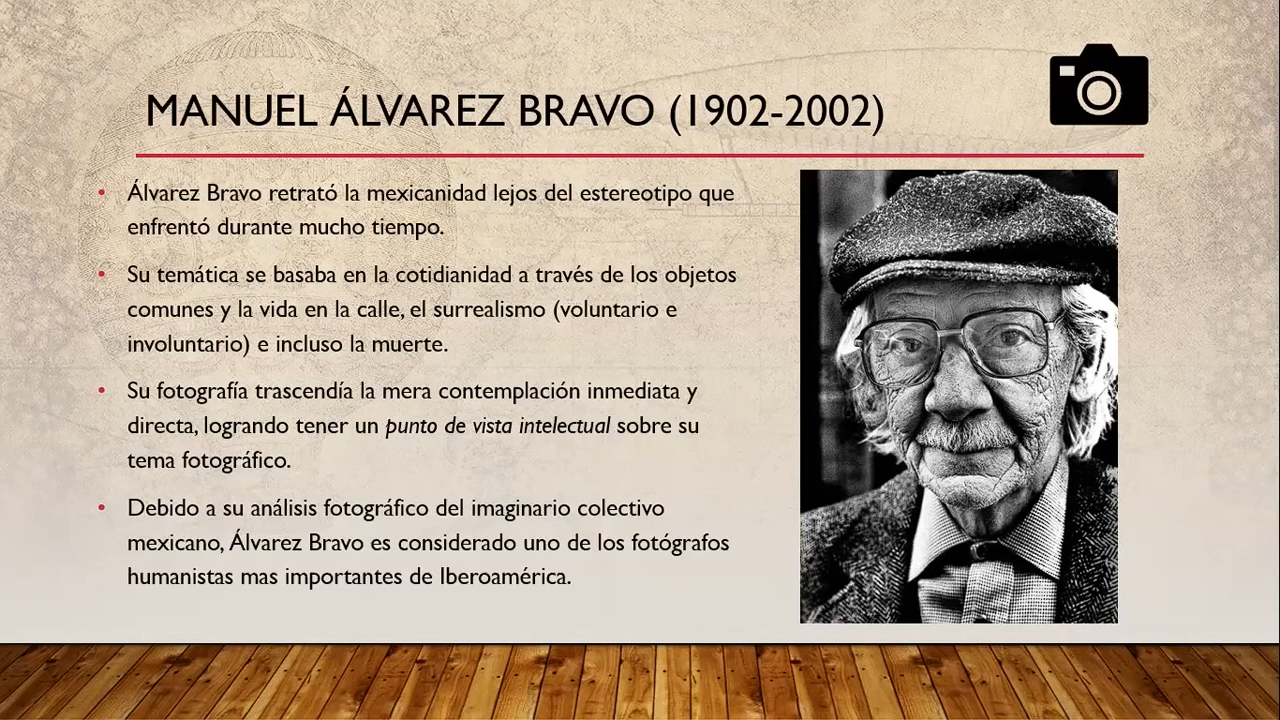 MANUEL ÁLVAREZ BRAVO (1902-2002)
• Álvarez Bravo retrató la mexicanidad lejos del estereotipo que
enfrentó durante mucho tiempo.
• Su temática se basaba en la cotidianidad a través de los objetos
comunes y la vida en la calle, el surrealismo (voluntario e
involuntario) e incluso la muerte.
• Su fotografía trascendía la mera contemplación inmediata y
directa, logrando tener un punto de vista intelectual sobre su
tema fotográfico.
• Debido a su análisis fotográfico del imaginario colectivo
mexicano, Álvarez Bravo es considerado uno de los fotógrafos
humanistas mas importantes de Iberoamérica.